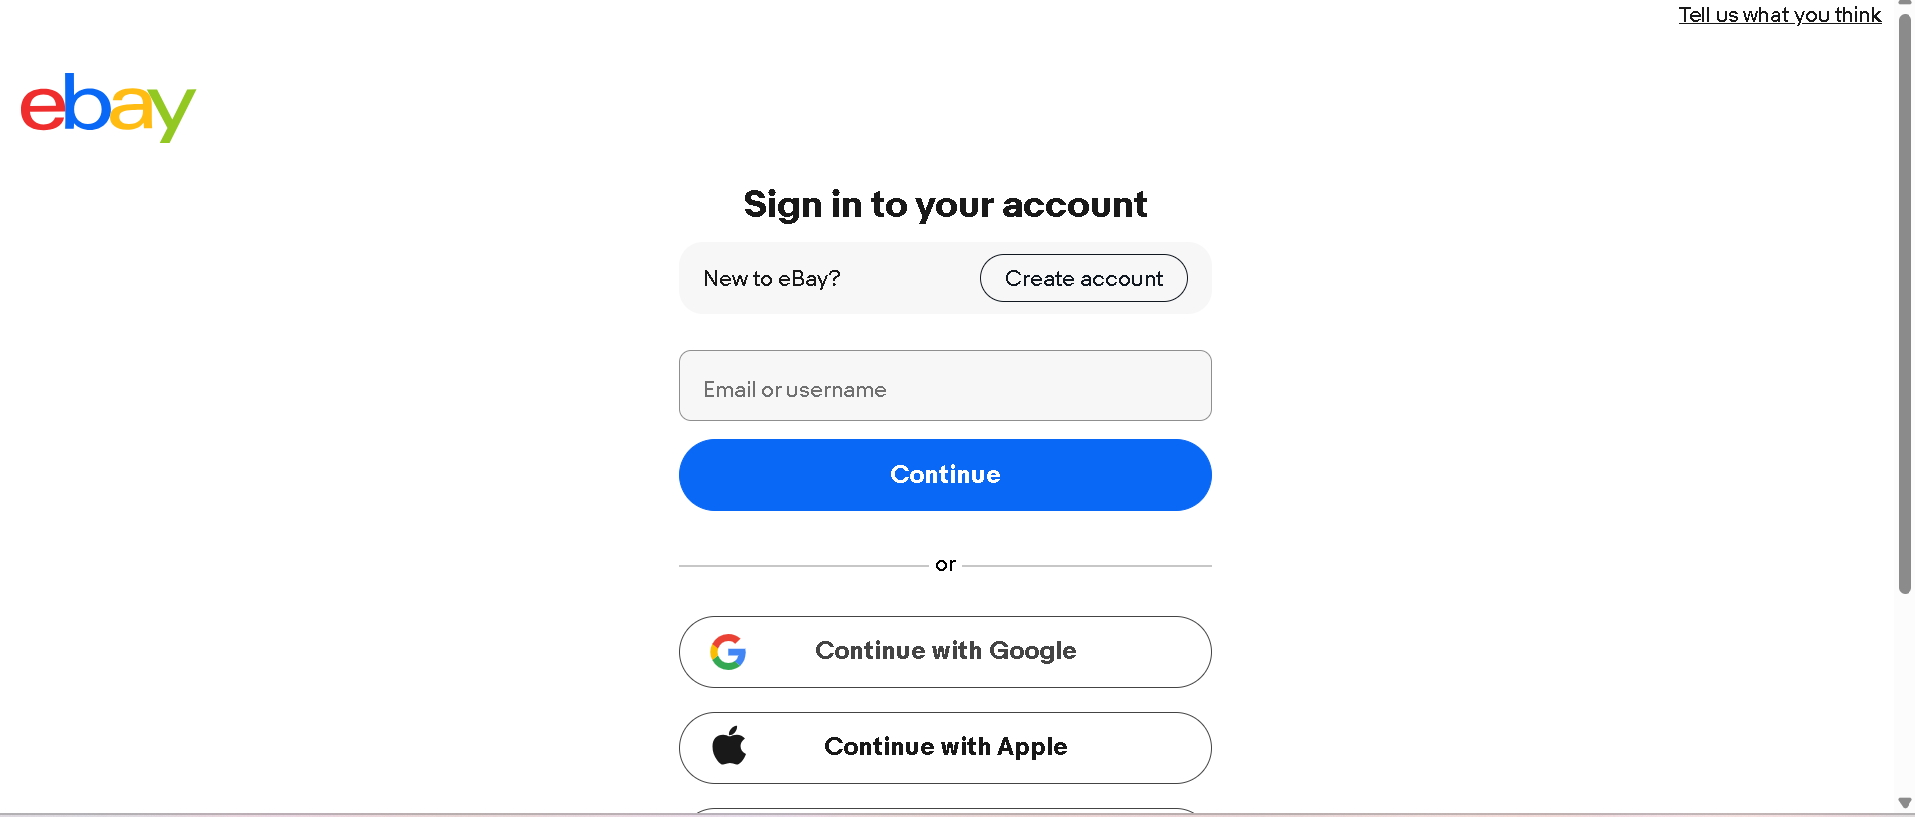 Tell us what you think
ebay
Sign in to your account
New to eBay?
Create account
Email or username
Continue
or
Continue with Google
Continue with Apple